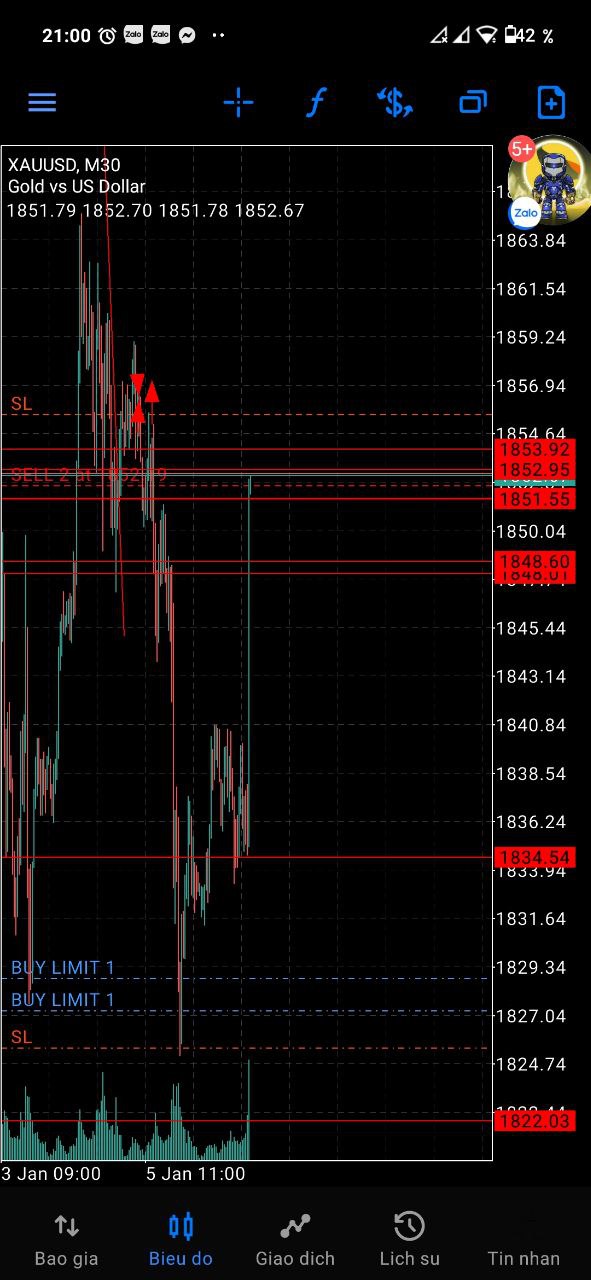 21:00 Zalo Zalo 42 %
XAUUSD, M30
Gold vs US Dollar
1851.79 1852.70 1851.78 1852.67
5+
Zalo
1863.84
1861.54
1859.24
1856.94
SL
1854.64
1853.92
1852.95
SELL 2 at
1851.55
1850.04
1848.60
1848.01
1845.44
1843.14
1840.84
1838.54
1836.24
1834.54
1833.94
1831.64
BUY LIMIT 1
1829.34
BUY LIMIT 1
1827.04
SL
1824.74
1822.03
3 Jan 09:00 5 Jan 11:00
Bao gia Bieu do Giao dich Lich su Tin nhan